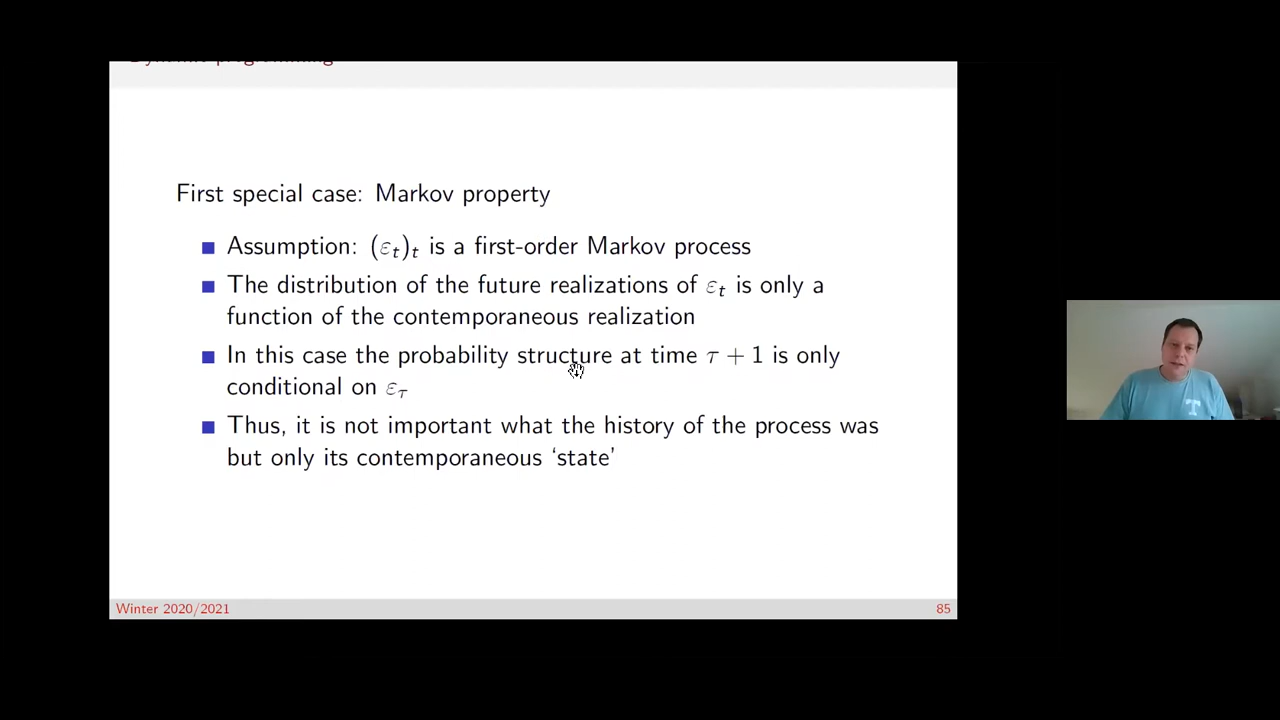 Dynamic programming
First special case: Markov property
Assumption: (εₜ)ₜ is a first-order Markov process
The distribution of the future realizations of εₜ is only a
function of the contemporaneous realization
In this case the probability structure at time τ + 1 is only
conditional on ε_τ
Thus, it is not important what the history of the process was
but only its contemporaneous ‘state’
Winter 2020/2021
85
T